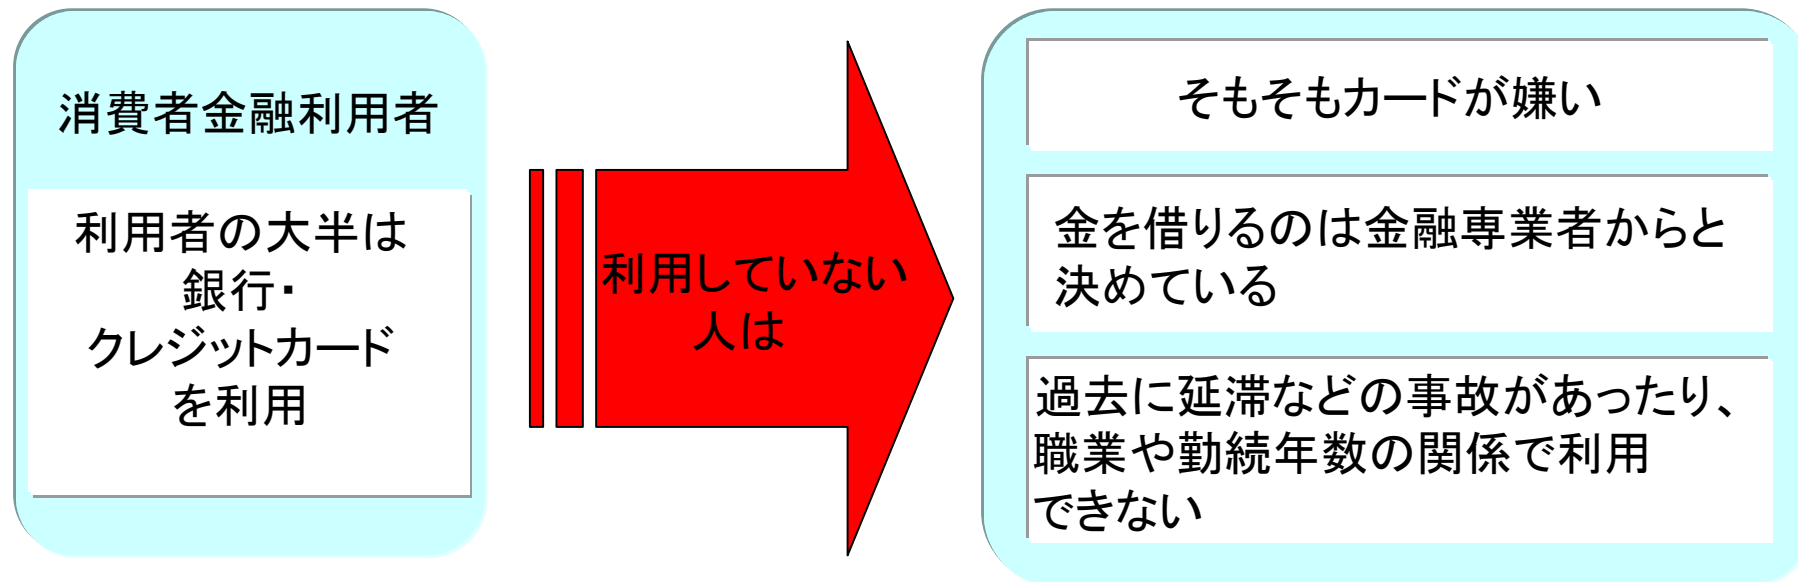 消費者金融利用者
利用者の大半は
銀行・
クレジットカード
を利用
利用していない
人は
そもそもカードが嫌い
金を借りるのは金融専業者からと
決めている
過去に延滞などの事故があったり、
職業や勤続年数の関係で利用
できない